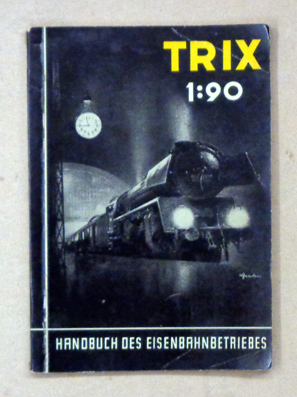 TRIX
1:90
HANDBUCH DES EISENBAHNBETRIEBES